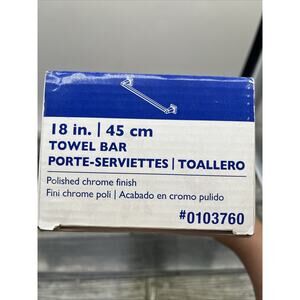 18 in. | 45 cm
TOWEL BAR
PORTE-SERVIETTES | TOALLERO
Polished chrome finish
Fini chrome poli | Acabado en cromo pulido
#0103760